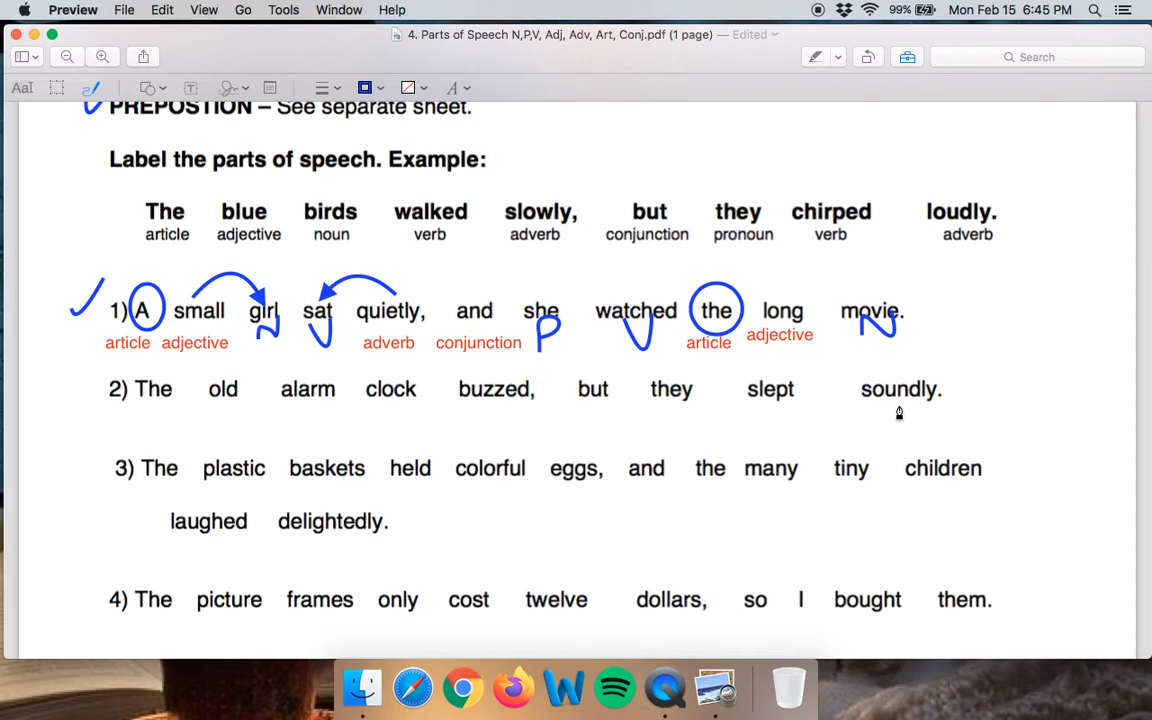 Preview File Edit View Go Tools Window Help 99% Mon Feb 15 6:45 PM
4. Parts of Speech N,P,V, Adj, Adv, Art, Conj.pdf (1 page) — Edited
Search
AaI T A
PREPOSTION – See separate sheet.
Label the parts of speech. Example:
The blue birds walked slowly, but they chirped loudly.
article adjective noun verb adverb conjunction pronoun verb adverb
1) A small girl sat quietly, and she watched the long movie.
article adjective N V adverb conjunction P V article adjective N
2) The old alarm clock buzzed, but they slept soundly.
3) The plastic baskets held colorful eggs, and the many tiny children
laughed delightedly.
4) The picture frames only cost twelve dollars, so I bought them.